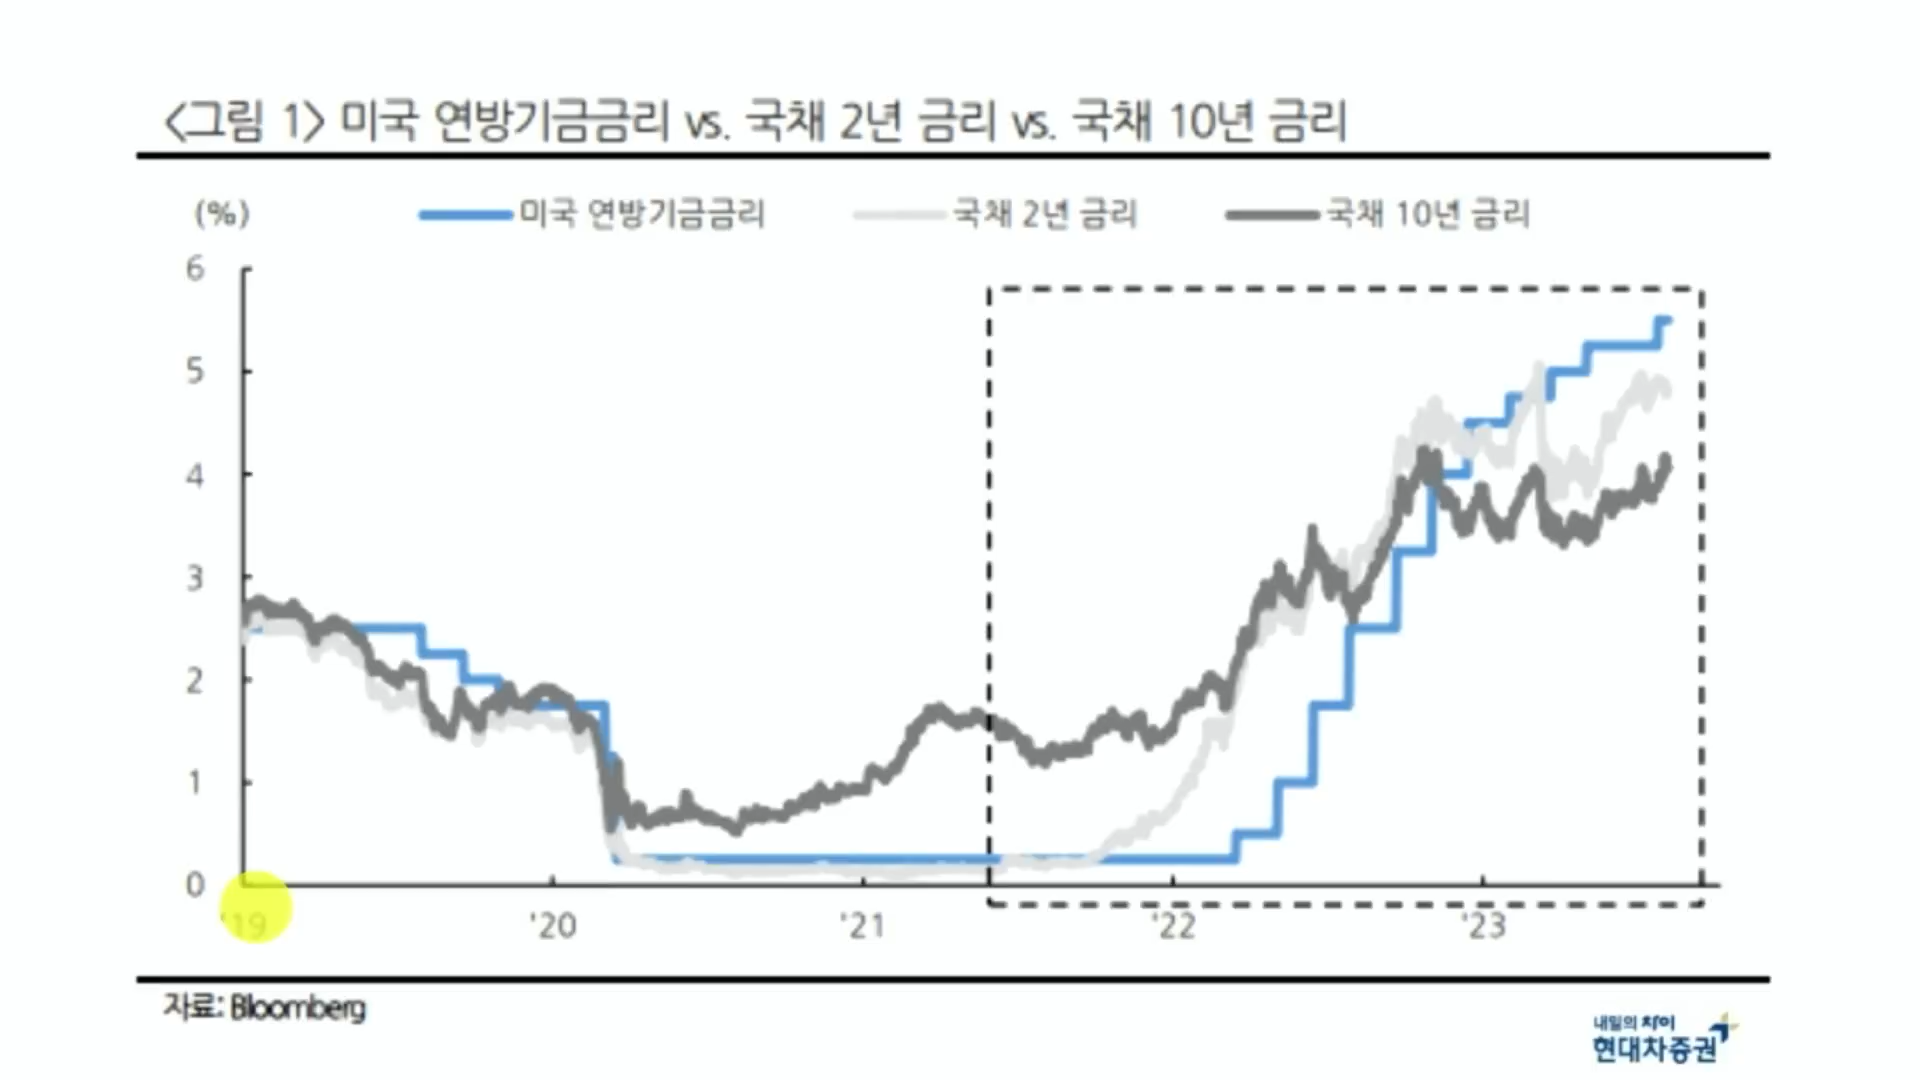 <그림 1> 미국 연방기금금리 vs. 국채 2년 금리 vs. 국채 10년 금리
(%) 미국 연방기금금리 국채 2년 금리 국채 10년 금리
6
5
4
3
2
1
0
'19 '20 '21 '22 '23
자료: Bloomberg
내일의 차이
현대차증권